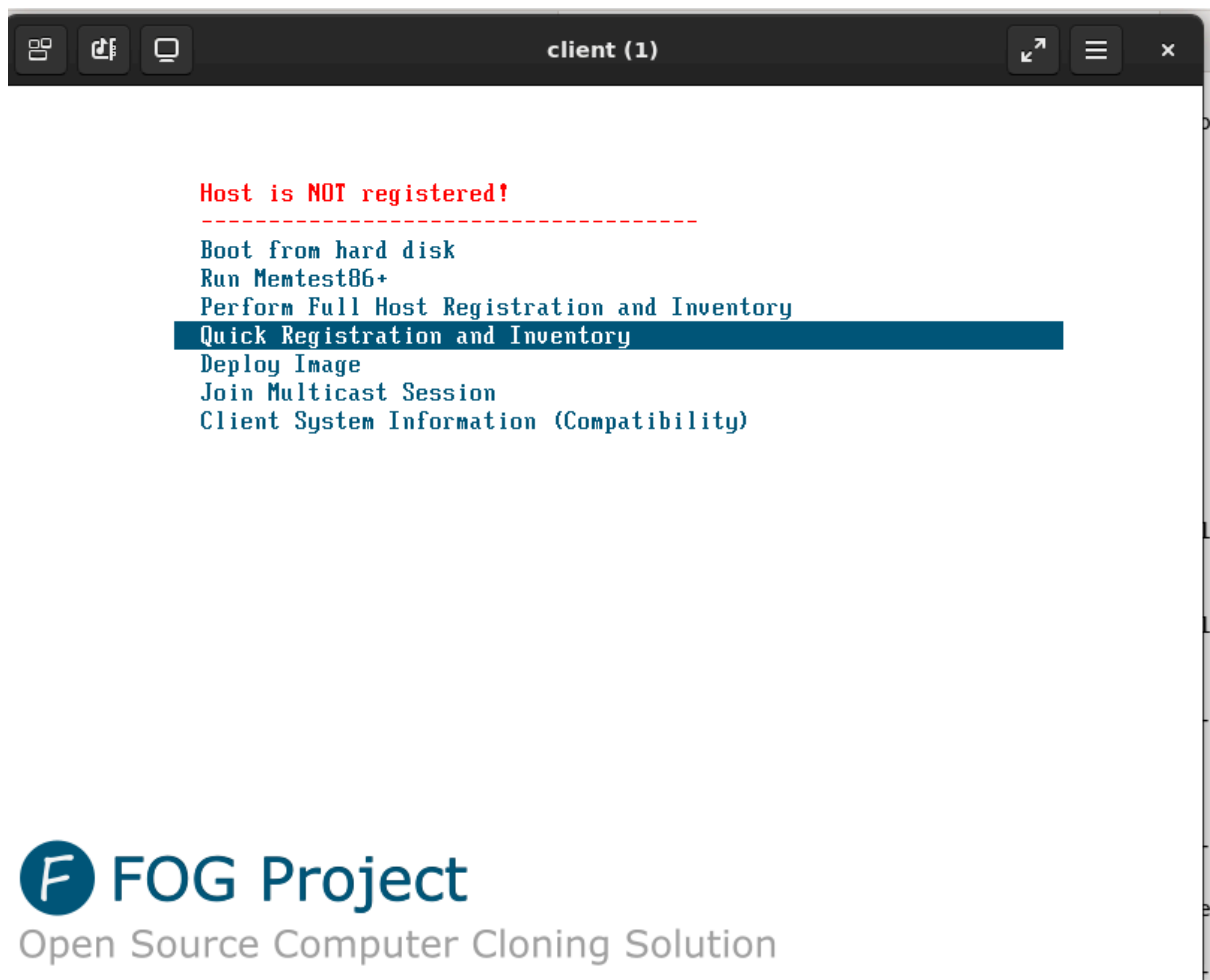 client (1)
Host is NOT registered!
-------------------------------------
Boot from hard disk
Run Memtest86+
Perform Full Host Registration and Inventory
Quick Registration and Inventory
Deploy Image
Join Multicast Session
Client System Information (Compatibility)
F FOG Project
Open Source Computer Cloning Solution